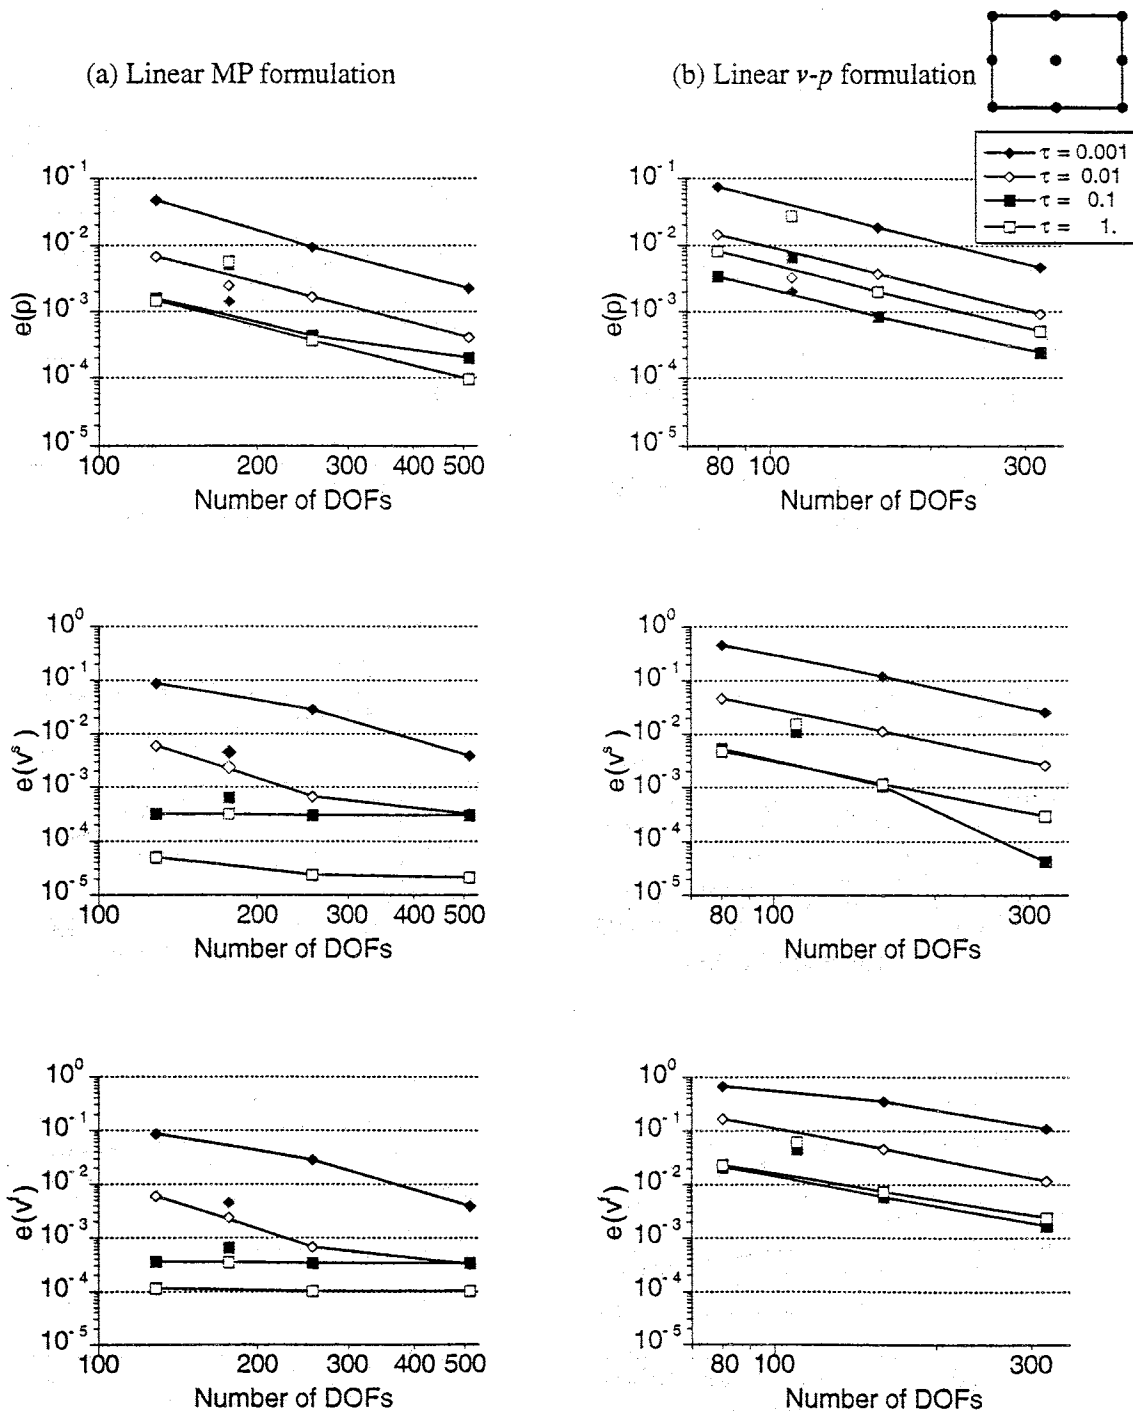 (a) Linear MP formulation
(b) Linear v-p formulation
τ = 0.001
τ = 0.01
τ = 0.1
τ = 1.
e(p)
10⁻¹
10⁻²
10⁻³
10⁻⁴
10⁻⁵
100 200 300 400 500
Number of DOFs
e(p)
10⁻¹
10⁻²
10⁻³
10⁻⁴
10⁻⁵
80 100 300
Number of DOFs
e(vˢ)
10⁰
10⁻¹
10⁻²
10⁻³
10⁻⁴
10⁻⁵
100 200 300 400 500
Number of DOFs
e(vˢ)
10⁰
10⁻¹
10⁻²
10⁻³
10⁻⁴
10⁻⁵
80 100 300
Number of DOFs
e(vᶠ)
10⁰
10⁻¹
10⁻²
10⁻³
10⁻⁴
10⁻⁵
100 200 300 400 500
Number of DOFs
e(vᶠ)
10⁰
10⁻¹
10⁻²
10⁻³
10⁻⁴
10⁻⁵
80 100 300
Number of DOFs